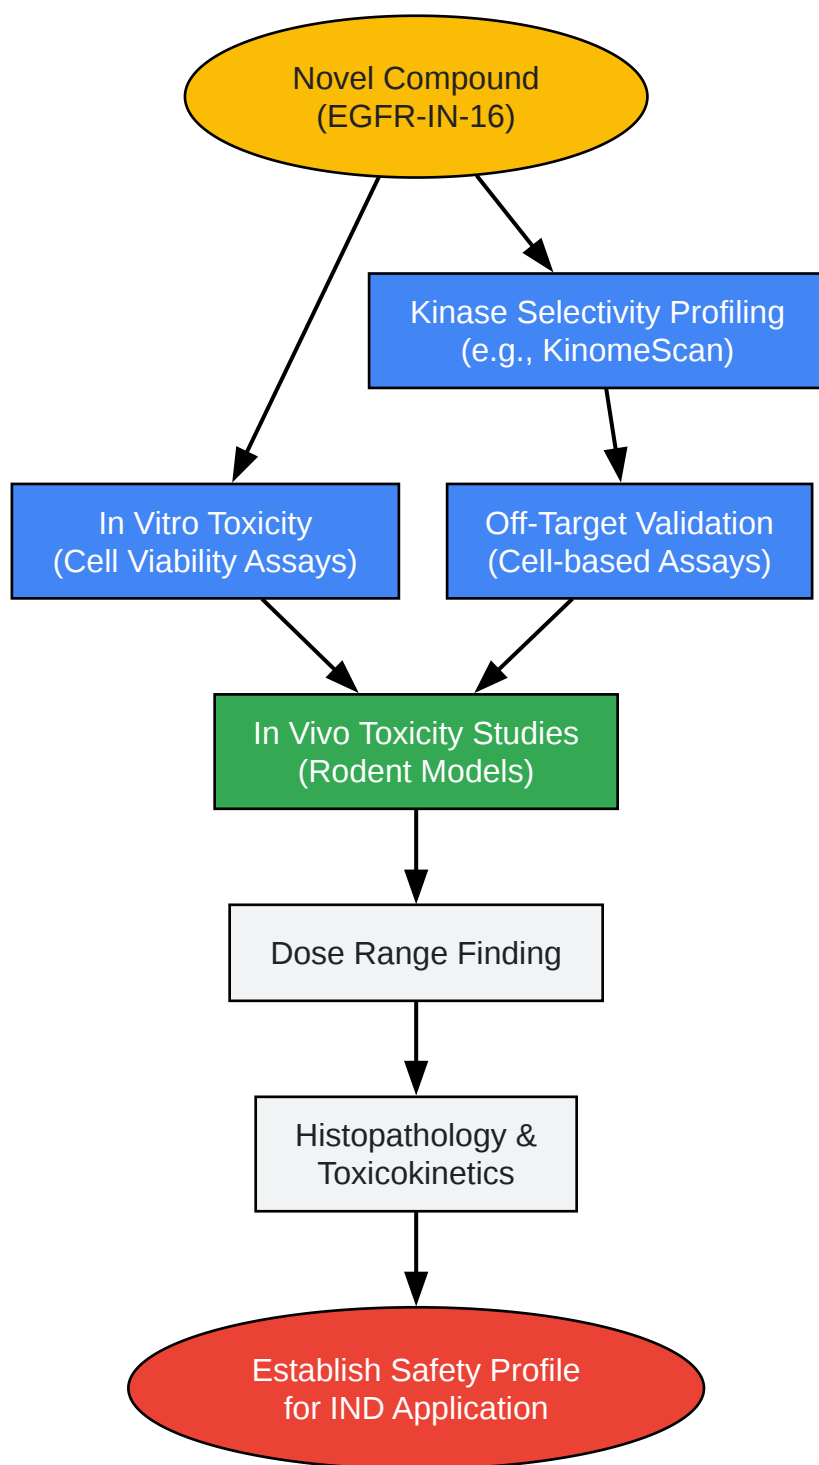 Novel Compound
(EGFR-IN-16)
Kinase Selectivity Profiling
(e.g., KinomeScan)
In Vitro Toxicity
(Cell Viability Assays)
Off-Target Validation
(Cell-based Assays)
In Vivo Toxicity Studies
(Rodent Models)
Dose Range Finding
Histopathology &
Toxicokinetics
Establish Safety Profile
for IND Application